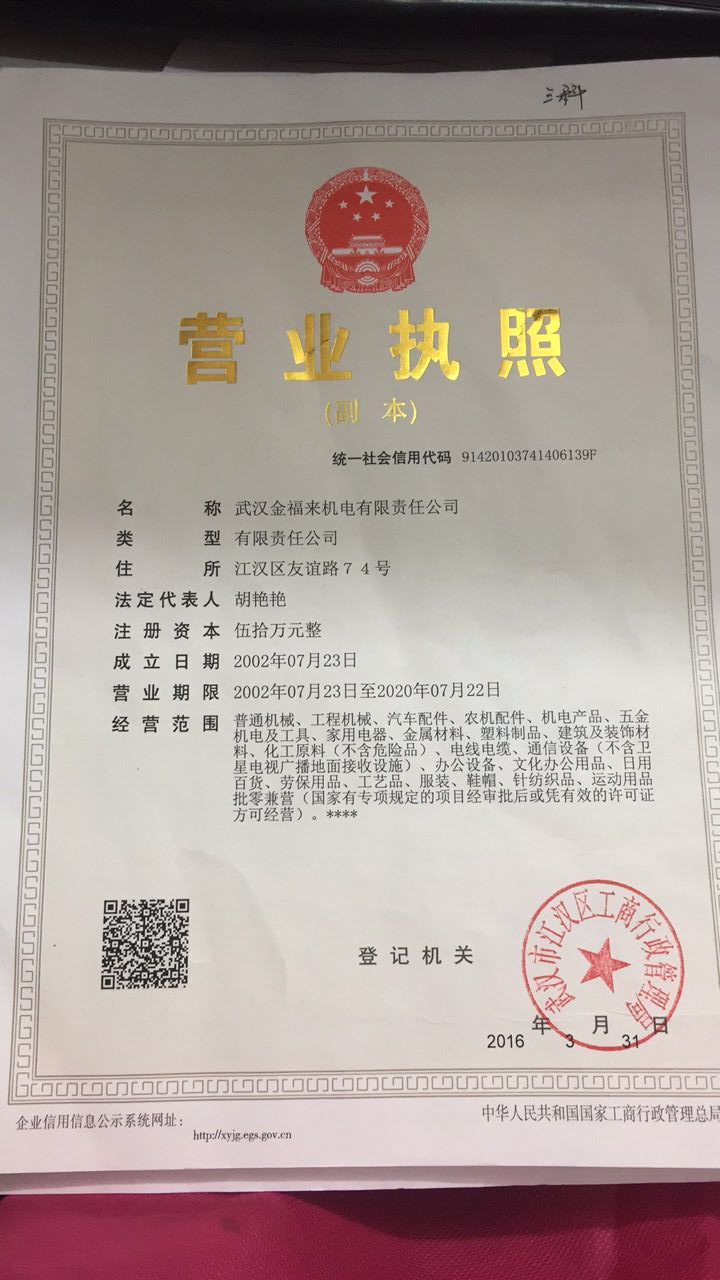 三科
营业执照
(副 本)
统一社会信用代码 91420103741406139F
名 称 武汉金福来机电有限责任公司
类 型 有限责任公司
住 所 江汉区友谊路７４号
法定代表人 胡艳艳
注册资本 伍拾万元整
成立日期 2002年07月23日
营业期限 2002年07月23日至2020年07月22日
经营范围 普通机械、工程机械、汽车配件、农机配件、机电产品、五金
机电及工具、家用电器、金属材料、塑料制品、建筑及装饰材
料、化工原料（不含危险品）、电线电缆、通信设备（不含卫
星电视广播地面接收设施）、办公设备、文化办公用品、日用
百货、劳保用品、工艺品、服装、鞋帽、针纺织品、运动用品
批零兼营（国家有专项规定的项目经审批后或凭有效的许可证
方可经营）。****
登记机关
武汉市江汉区工商行政管理局
2016 年 3 月 31 日
企业信用信息公示系统网址：
http://xyjg.egs.gov.cn
中华人民共和国国家工商行政管理总局